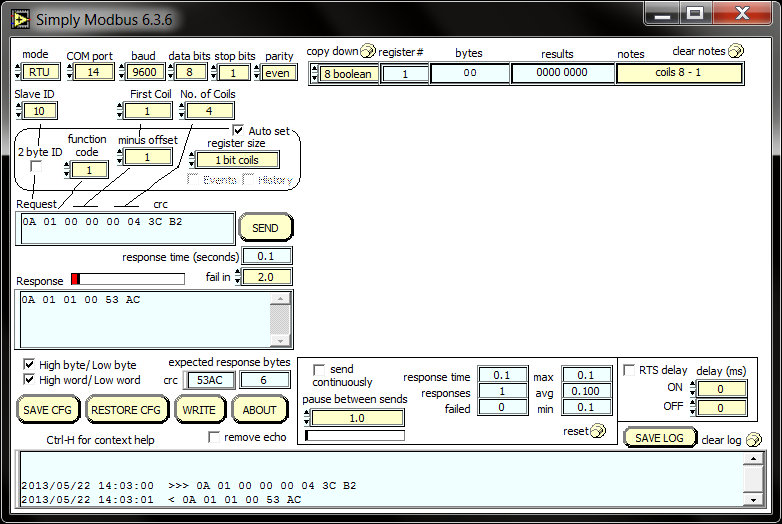 Simply Modbus 6.3.6
mode COM port baud data bits stop bits parity
RTU 14 9600 8 1 even
copy down register # bytes results notes clear notes
8 boolean 1 00 0000 0000 coils 8 - 1
Slave ID First Coil No. of Coils
10 1 4
Auto set
2 byte ID function code minus offset register size
1 1 1 bit coils
Events History
Request crc
0A 01 00 00 00 04 3C B2
SEND
response time (seconds) 0.1
Response fail in 2.0
0A 01 01 00 53 AC
High byte/Low byte expected response bytes
High word/Low word crc 53AC 6
SAVE CFG RESTORE CFG WRITE ABOUT
Ctrl-H for context help remove echo
send continuously
pause between sends
1.0
response time 0.1 max 0.1
responses 1 avg 0.100
failed 0 min 0.1
reset
RTS delay delay (ms)
ON 0
OFF 0
SAVE LOG clear log
2013/05/22 14:03:00 >>> 0A 01 00 00 00 04 3C B2
2013/05/22 14:03:01 < 0A 01 01 00 53 AC